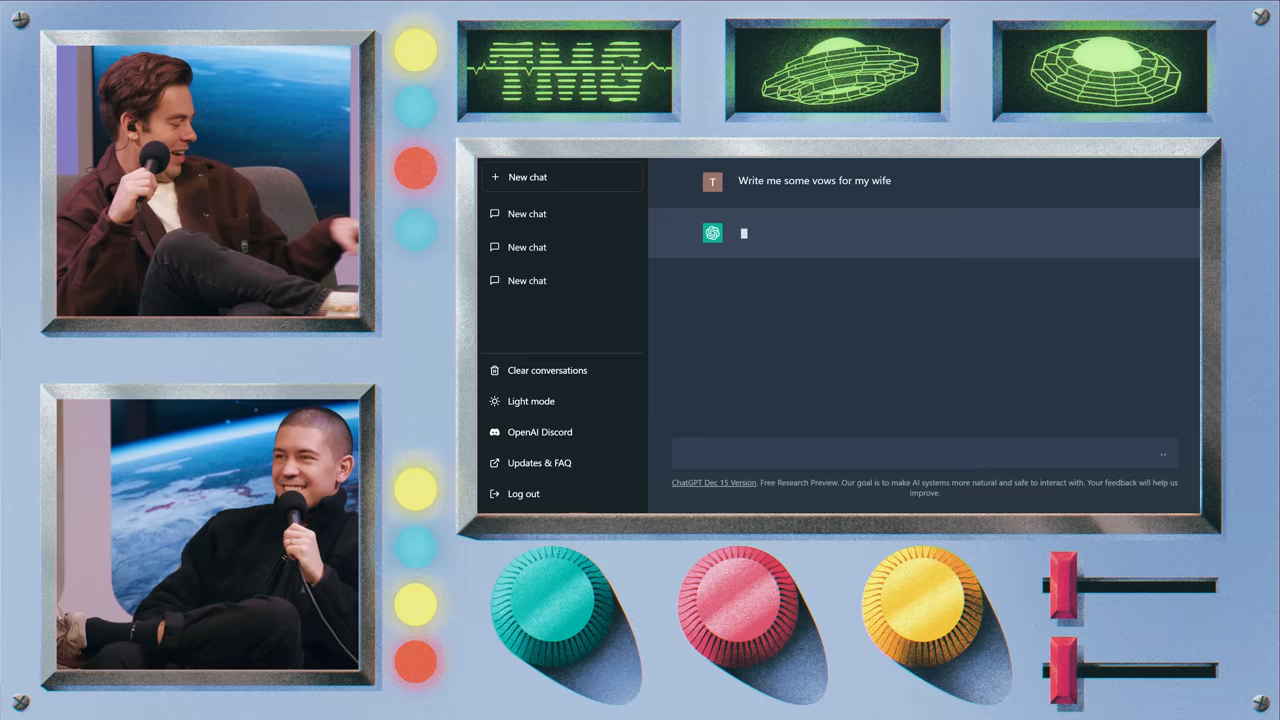 TMG
New chat
New chat
New chat
New chat
Clear conversations
Light mode
OpenAI Discord
Updates & FAQ
Log out
T
Write me some vows for my wife
ChatGPT Dec 15 Version. Free Research Preview. Our goal is to make AI systems more natural and safe to interact with. Your feedback will help us
improve.